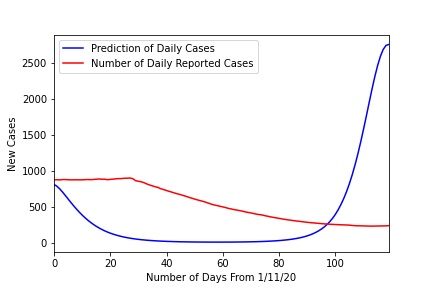 Prediction of Daily Cases
Number of Daily Reported Cases
New Cases
2500
2000
1500
1000
500
0
0 20 40 60 80 100
Number of Days From 1/11/20